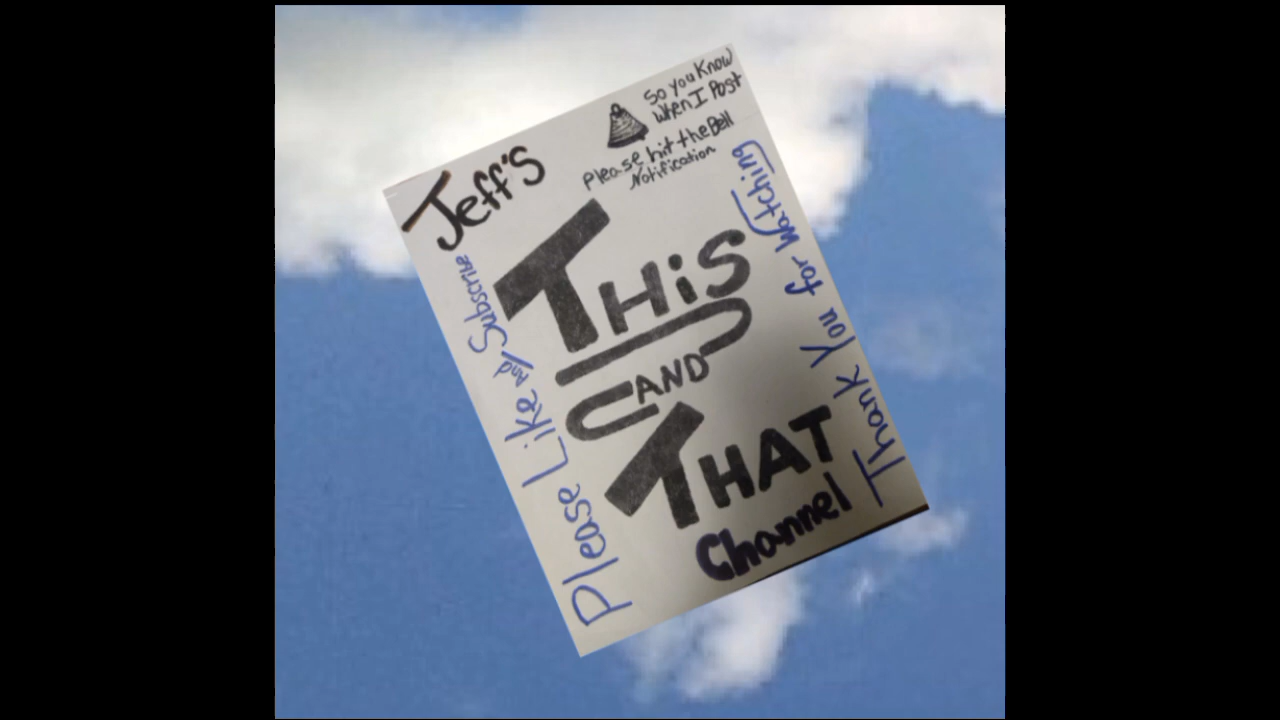 Jeff's
So you Know
When I Post
Please hit the Bell
Notification
THiS
AND
THAT
Channel
Please Like and Subscribe
Thank You for Watching